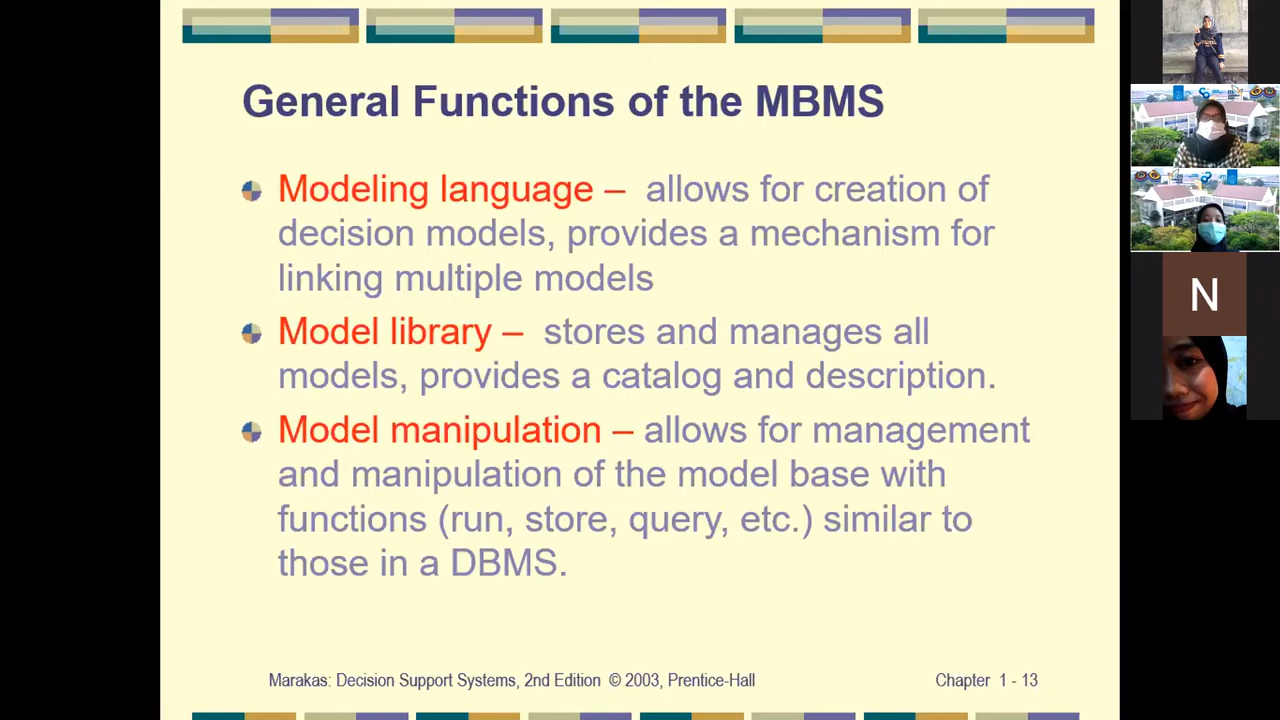 General Functions of the MBMS
Modeling language – allows for creation of
decision models, provides a mechanism for
linking multiple models
Model library – stores and manages all
models, provides a catalog and description.
Model manipulation – allows for management
and manipulation of the model base with
functions (run, store, query, etc.) similar to
those in a DBMS.
Marakas: Decision Support Systems, 2nd Edition © 2003, Prentice-Hall
Chapter 1 - 13
N